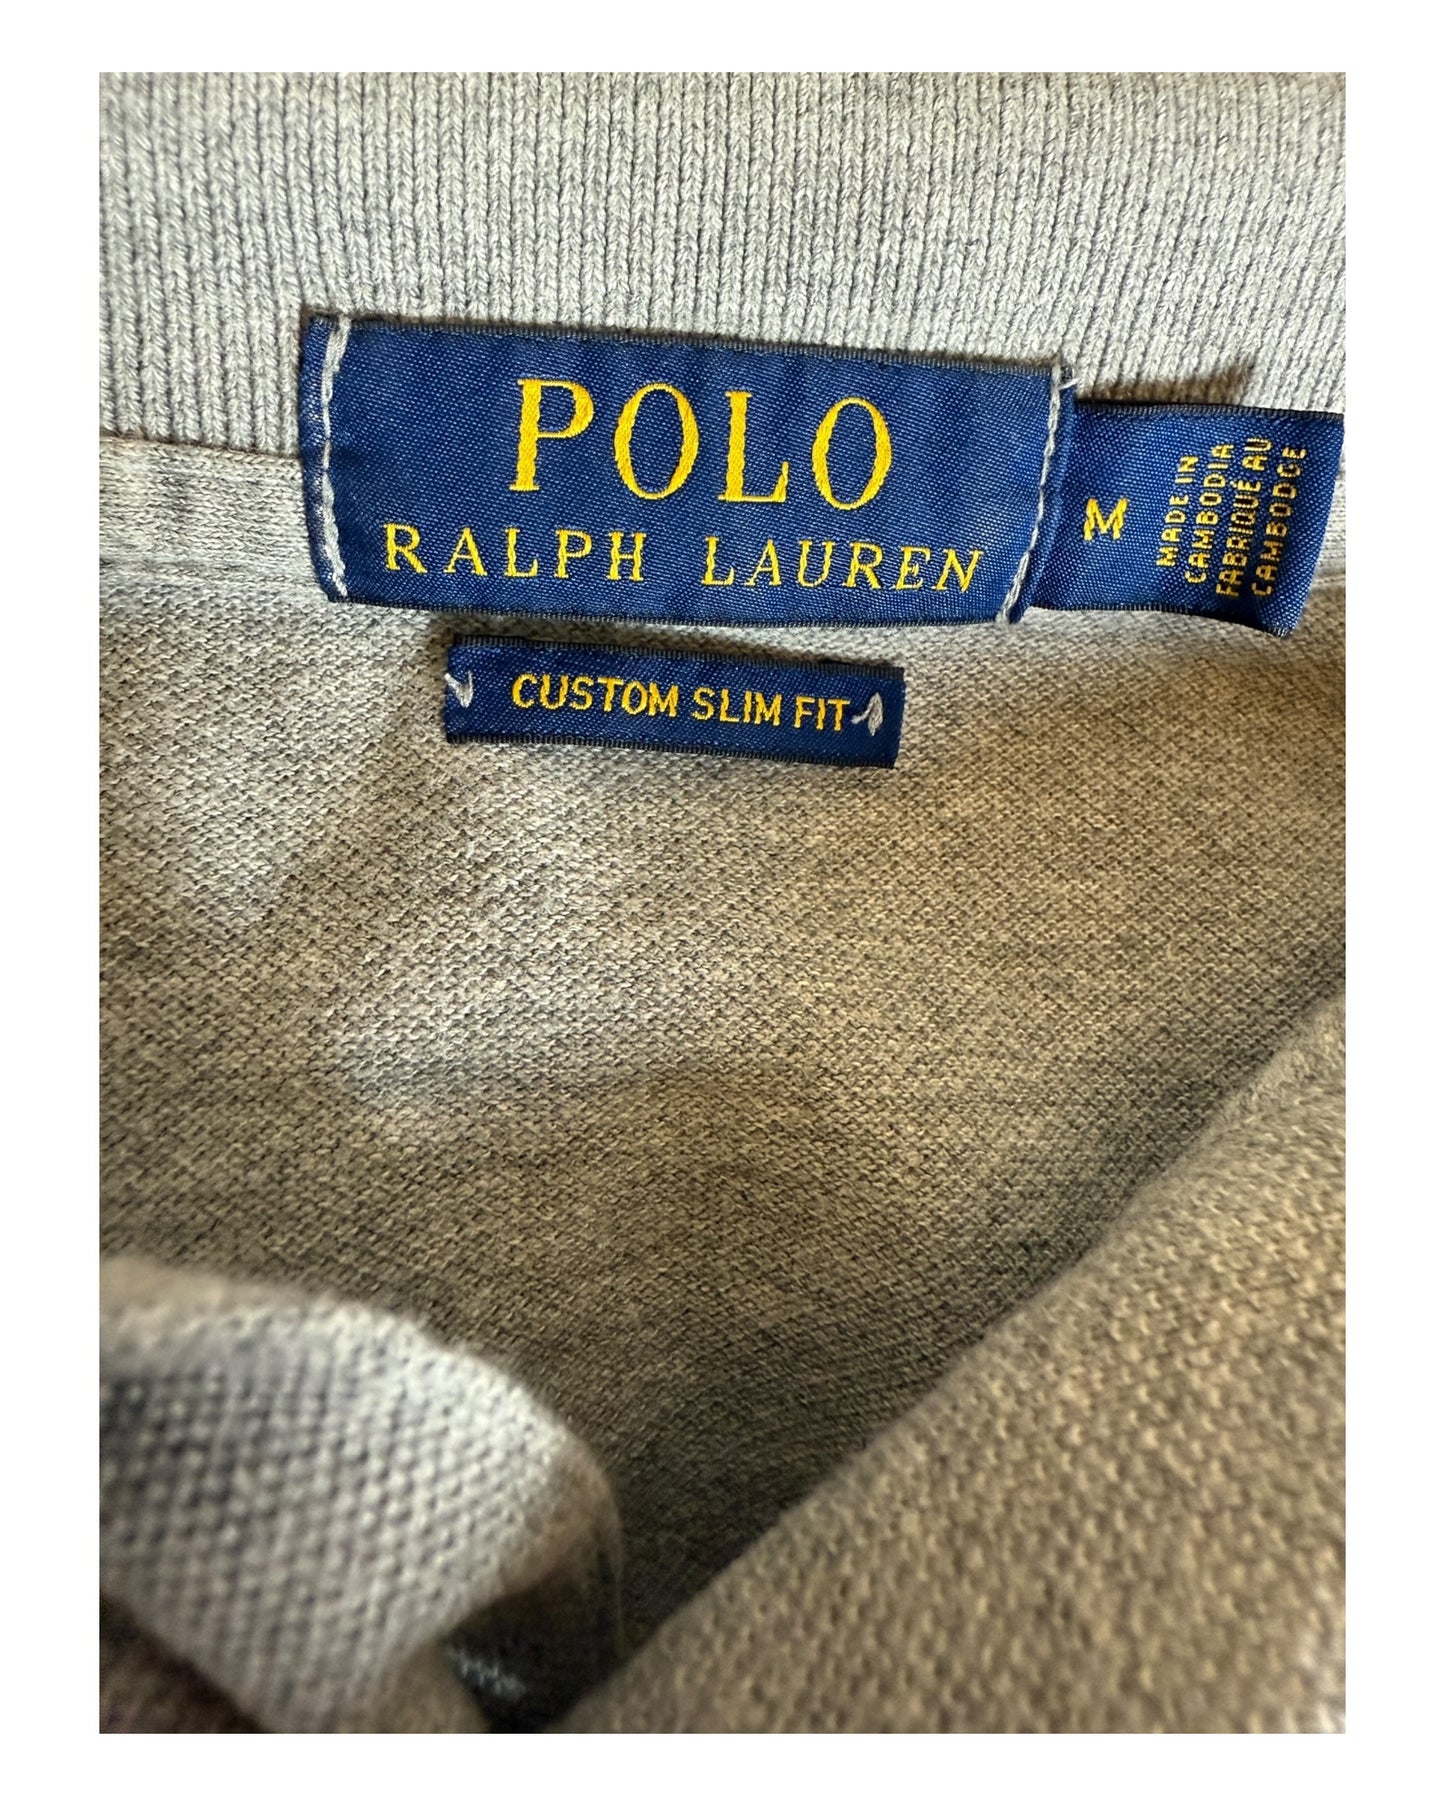 POLO
RALPH LAUREN
M
MADE IN
CAMBODIA
FABRIQUÉ AU
CAMBODGE
CUSTOM SLIM FIT